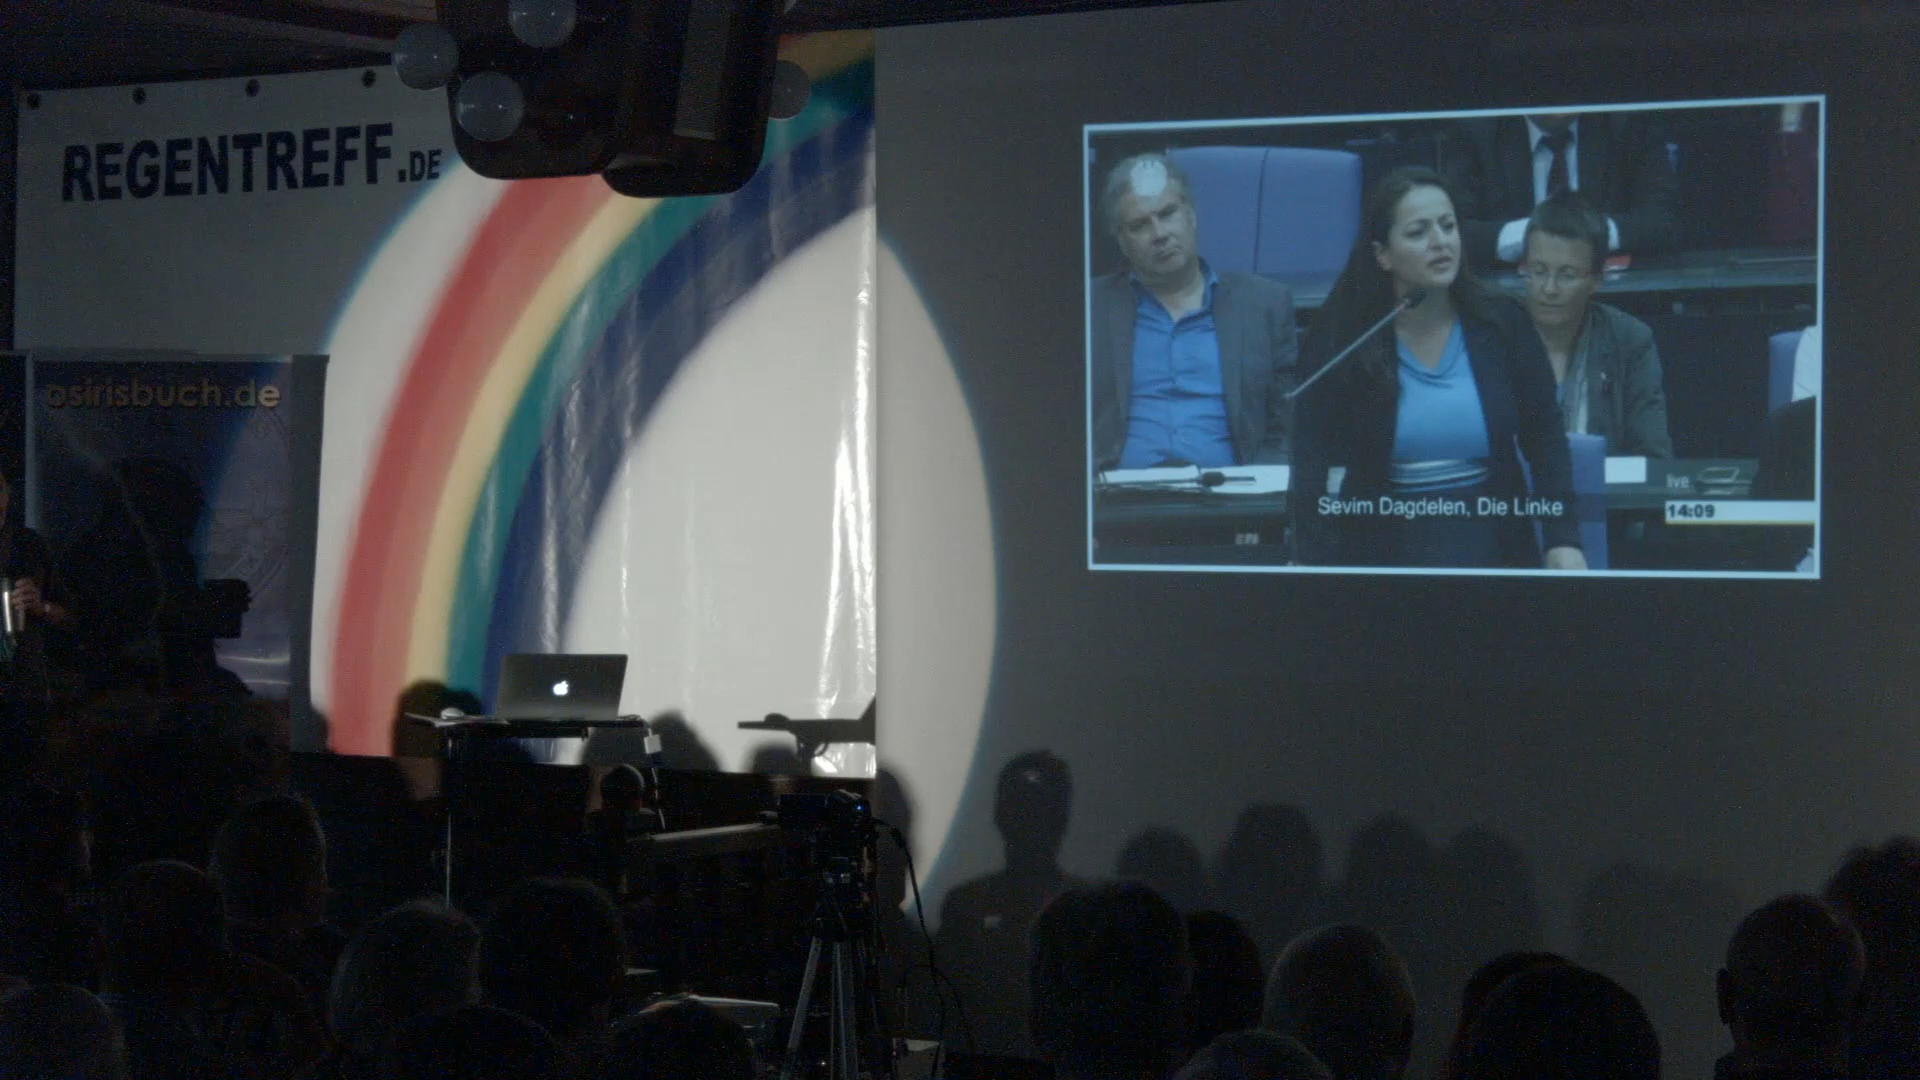 REGENTREFF.DE
osirisbuch.de
live
14:09
Sevim Dagdelen, Die Linke